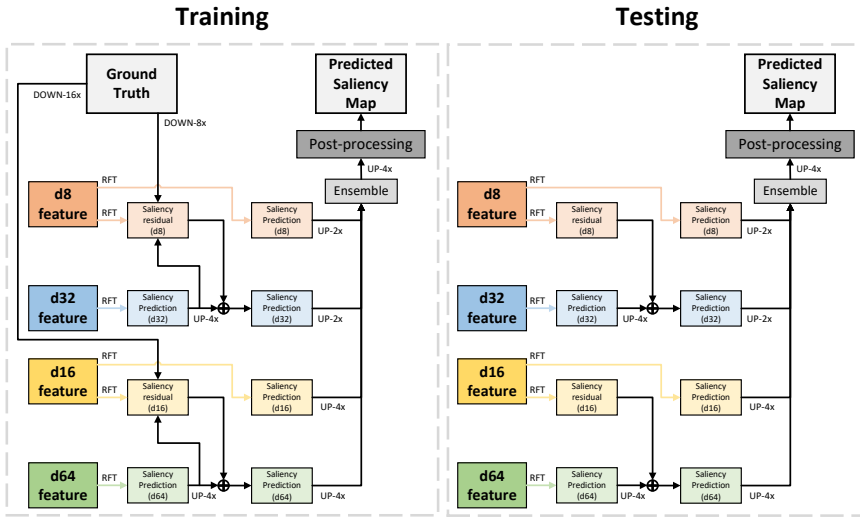 Training
Testing
Ground
Truth
Predicted
Saliency
Map
DOWN-16x
DOWN-8x
Post-processing
UP-4x
Ensemble
d8
feature
RFT
RFT
Saliency
residual
(d8)
Saliency
Prediction
(d8)
UP-2x
d32
feature
RFT
Saliency
Prediction
(d32)
UP-4x
Saliency
Prediction
(d32)
UP-2x
d16
feature
RFT
RFT
Saliency
residual
(d16)
Saliency
Prediction
(d16)
UP-4x
d64
feature
RFT
Saliency
Prediction
(d64)
UP-4x
Saliency
Prediction
(d64)
UP-4x
Predicted
Saliency
Map
Post-processing
UP-4x
Ensemble
d8
feature
RFT
RFT
Saliency
residual
(d8)
Saliency
Prediction
(d8)
UP-2x
d32
feature
RFT
Saliency
Prediction
(d32)
UP-4x
Saliency
Prediction
(d32)
UP-2x
d16
feature
RFT
RFT
Saliency
residual
(d16)
Saliency
Prediction
(d16)
UP-4x
d64
feature
RFT
Saliency
Prediction
(d64)
UP-4x
Saliency
Prediction
(d64)
UP-4x